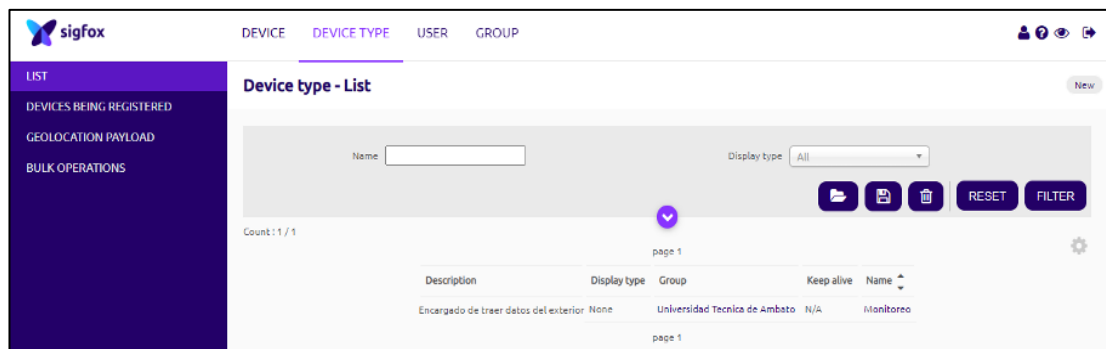 sigfox
DEVICE DEVICE TYPE USER GROUP
LIST
DEVICES BEING REGISTERED
GEOLOCATION PAYLOAD
BULK OPERATIONS
Device type - List
New
Name
Display type All
RESET FILTER
Count : 1 / 1
page 1
Description Display type Group Keep alive Name
Encargado de traer datos del exterior None Universidad Tecnica de Ambato N/A Monitoreo
page 1